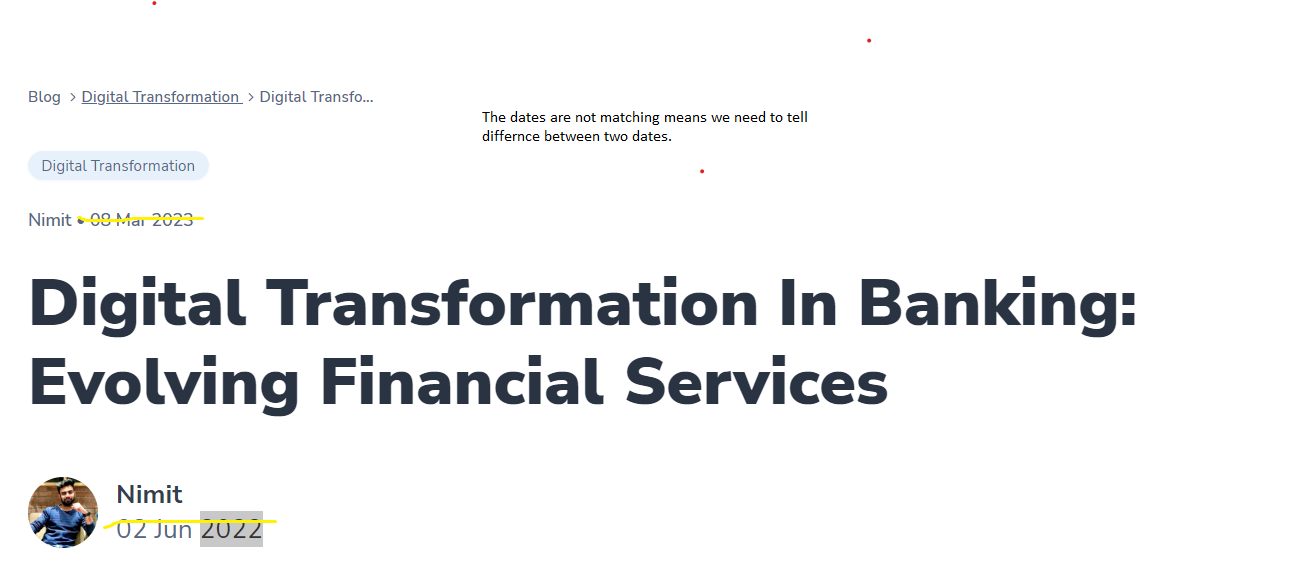 Blog > Digital Transformation > Digital Transfo...
The dates are not matching means we need to tell
differnce between two dates.
Digital Transformation
Nimit • 08 Mar 2023
Digital Transformation In Banking:
Evolving Financial Services
Nimit
02 Jun 2022